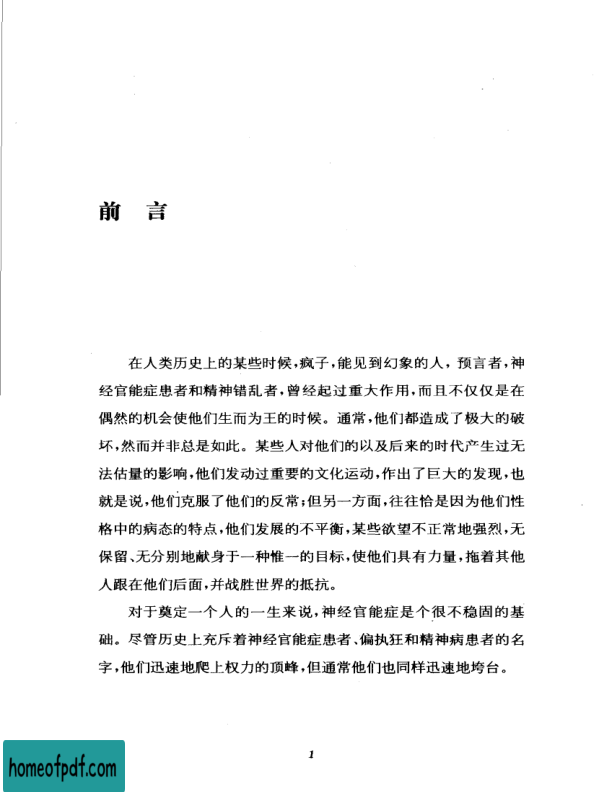 前 言
在人类历史上的某些时候,疯子,能见到幻象的人,预言者,神
经官能症患者和精神错乱者,曾经起过重大作用,而且不仅仅是在
偶然的机会使他们生而为王的时候。通常,他们都造成了极大的破
坏,然而并非总是如此。某些人对他们的以及后来的时代产生过无
法估量的影响,他们发动过重要的文化运动,作出了巨大的发现,也
就是说,他们克服了他们的反常;但另一方面,往往恰是因为他们性
格中的病态的特点,他们发展的不平衡,某些欲望不正常地强烈,无
保留、无分别地献身于一种惟一的目标,使他们具有力量,拖着其他
人跟在他们后面,并战胜世界的抵抗。
对于奠定一个人的一生来说,神经官能症是个很不稳固的基
础。尽管历史上充斥着神经官能症患者、偏执狂和精神病患者的名
字,他们迅速地爬上权力的顶峰,但通常他们也同样迅速地垮台。
1
homeofpdf.com